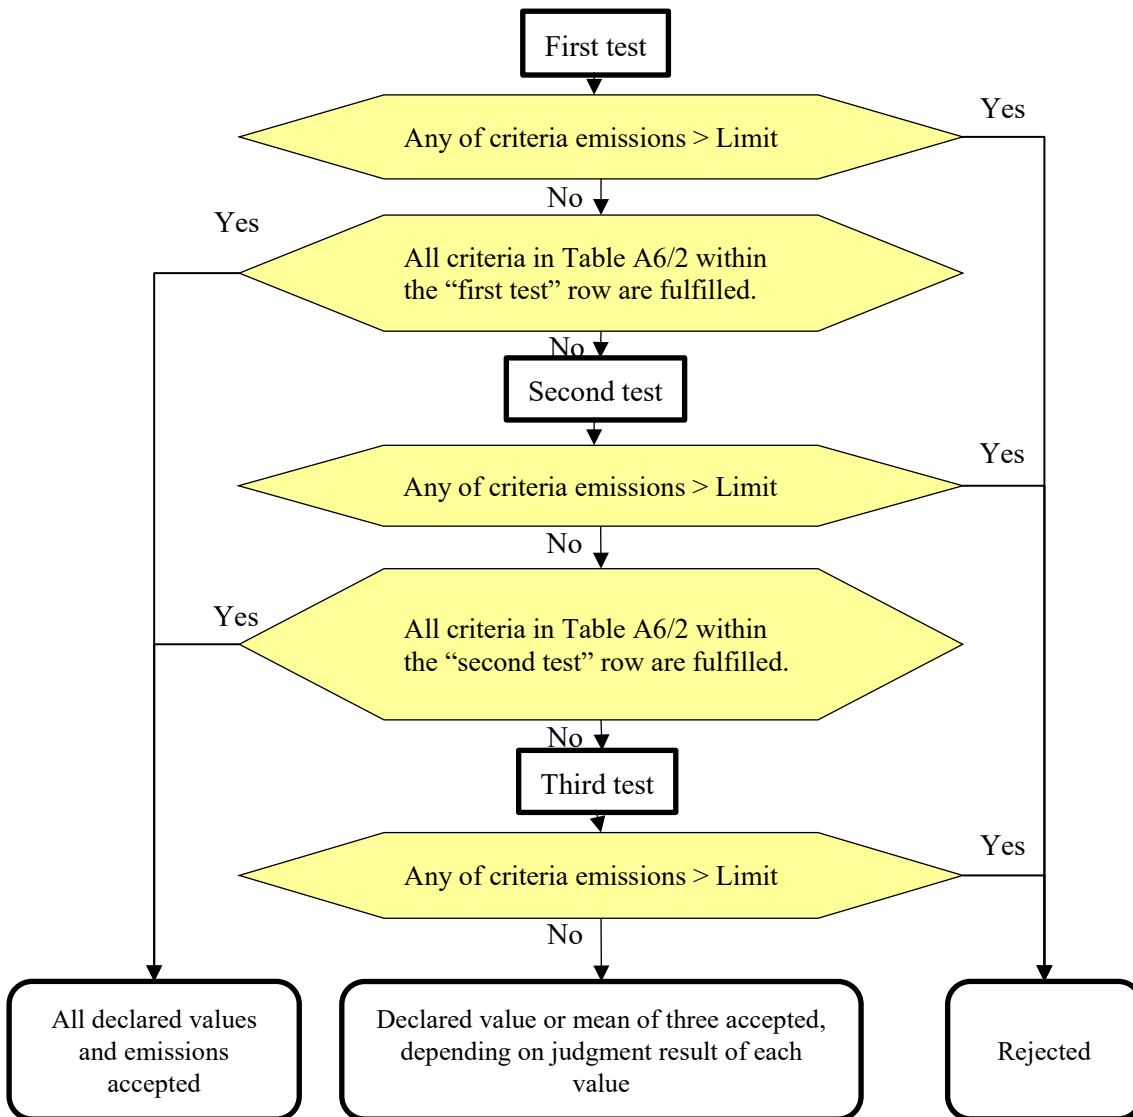 First test
Yes
Any of criteria emissions > Limit
No
Yes
All criteria in Table A6/2 within
the “first test” row are fulfilled.
No
Second test
Yes
Any of criteria emissions > Limit
No
Yes
All criteria in Table A6/2 within
the “second test” row are fulfilled.
No
Third test
Yes
Any of criteria emissions > Limit
No
All declared values
and emissions
accepted
Declared value or mean of three accepted,
depending on judgment result of each
value
Rejected